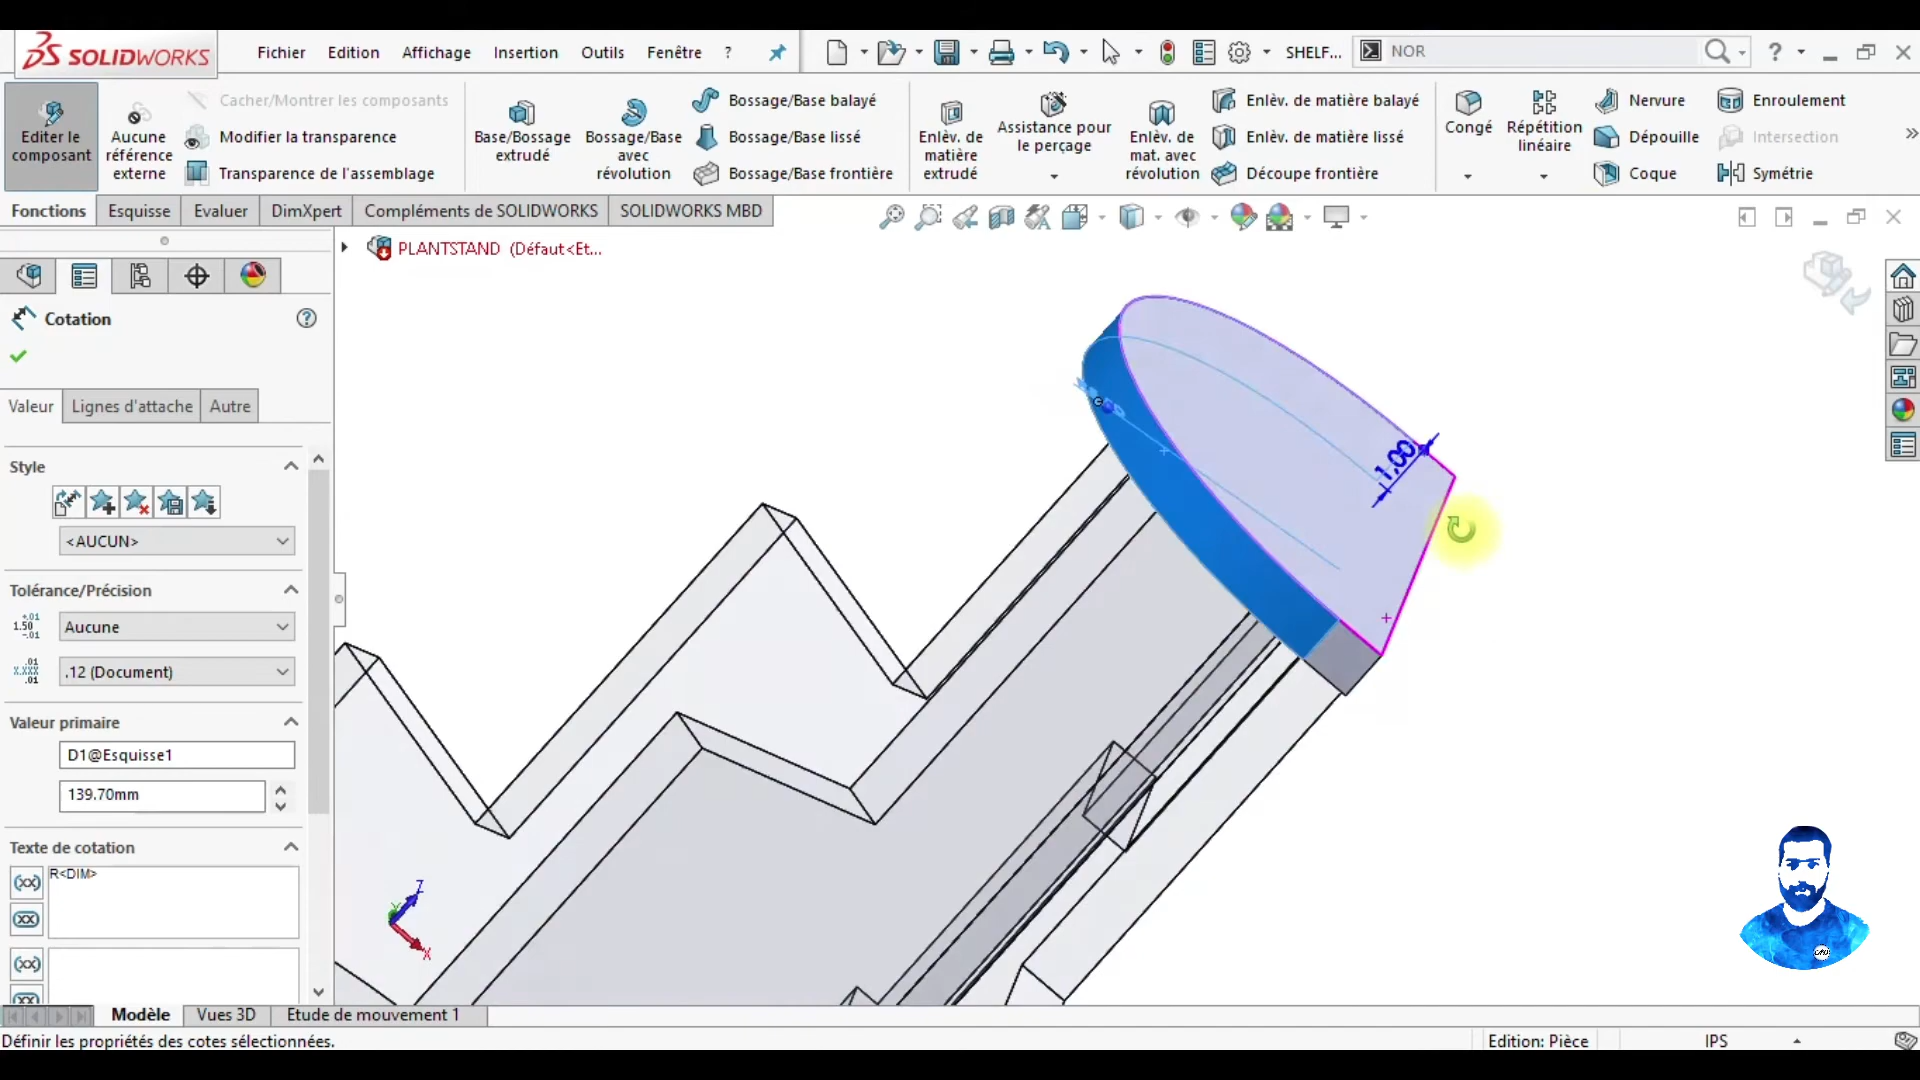 SOLIDWORKS
Fichier Edition Affichage Insertion Outils Fenêtre ? SHELF... NOR ?
Editer le composant
Aucune référence externe
Cacher/Montrer les composants
Modifier la transparence
Transparence de l'assemblage
Base/Bossage extrudé
Bossage/Base avec révolution
Bossage/Base balayé
Bossage/Base lissé
Bossage/Base frontière
Enlèv. de matière extrudé
Assistance pour le perçage
Enlèv. de mat. avec révolution
Enlèv. de matière balayé
Enlèv. de matière lissé
Découpe frontière
Congé
Répétition linéaire
Nervure
Dépouille
Coque
Enroulement
Intersection
Symétrie
Fonctions Esquisse Evaluer DimXpert Compléments de SOLIDWORKS SOLIDWORKS MBD
PLANTSTAND (Défaut<Et...
Cotation
Valeur Lignes d'attache Autre
Style
<AUCUN>
Tolérance/Précision
Aucune
.12 (Document)
Valeur primaire
D1@Esquisse1
139.70mm
Texte de cotation
R<DIM>
1,00
Z
X
Modèle Vues 3D Etude de mouvement 1
Définir les propriétés des cotes sélectionnées. Edition: Pièce IPS